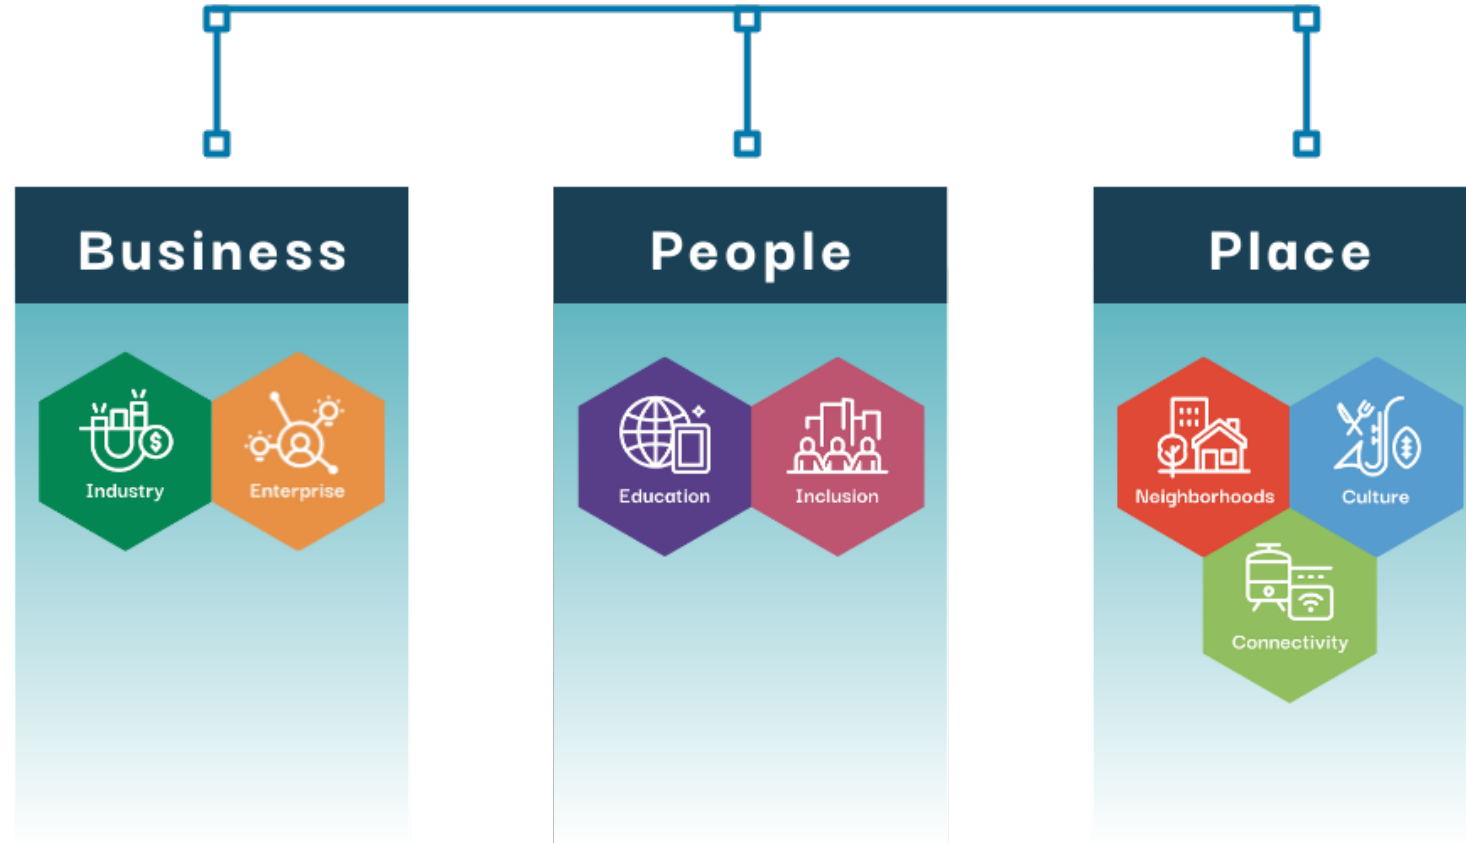 Business
Industry
Enterprise
People
Education
Inclusion
Place
Neighborhoods
Culture
Connectivity